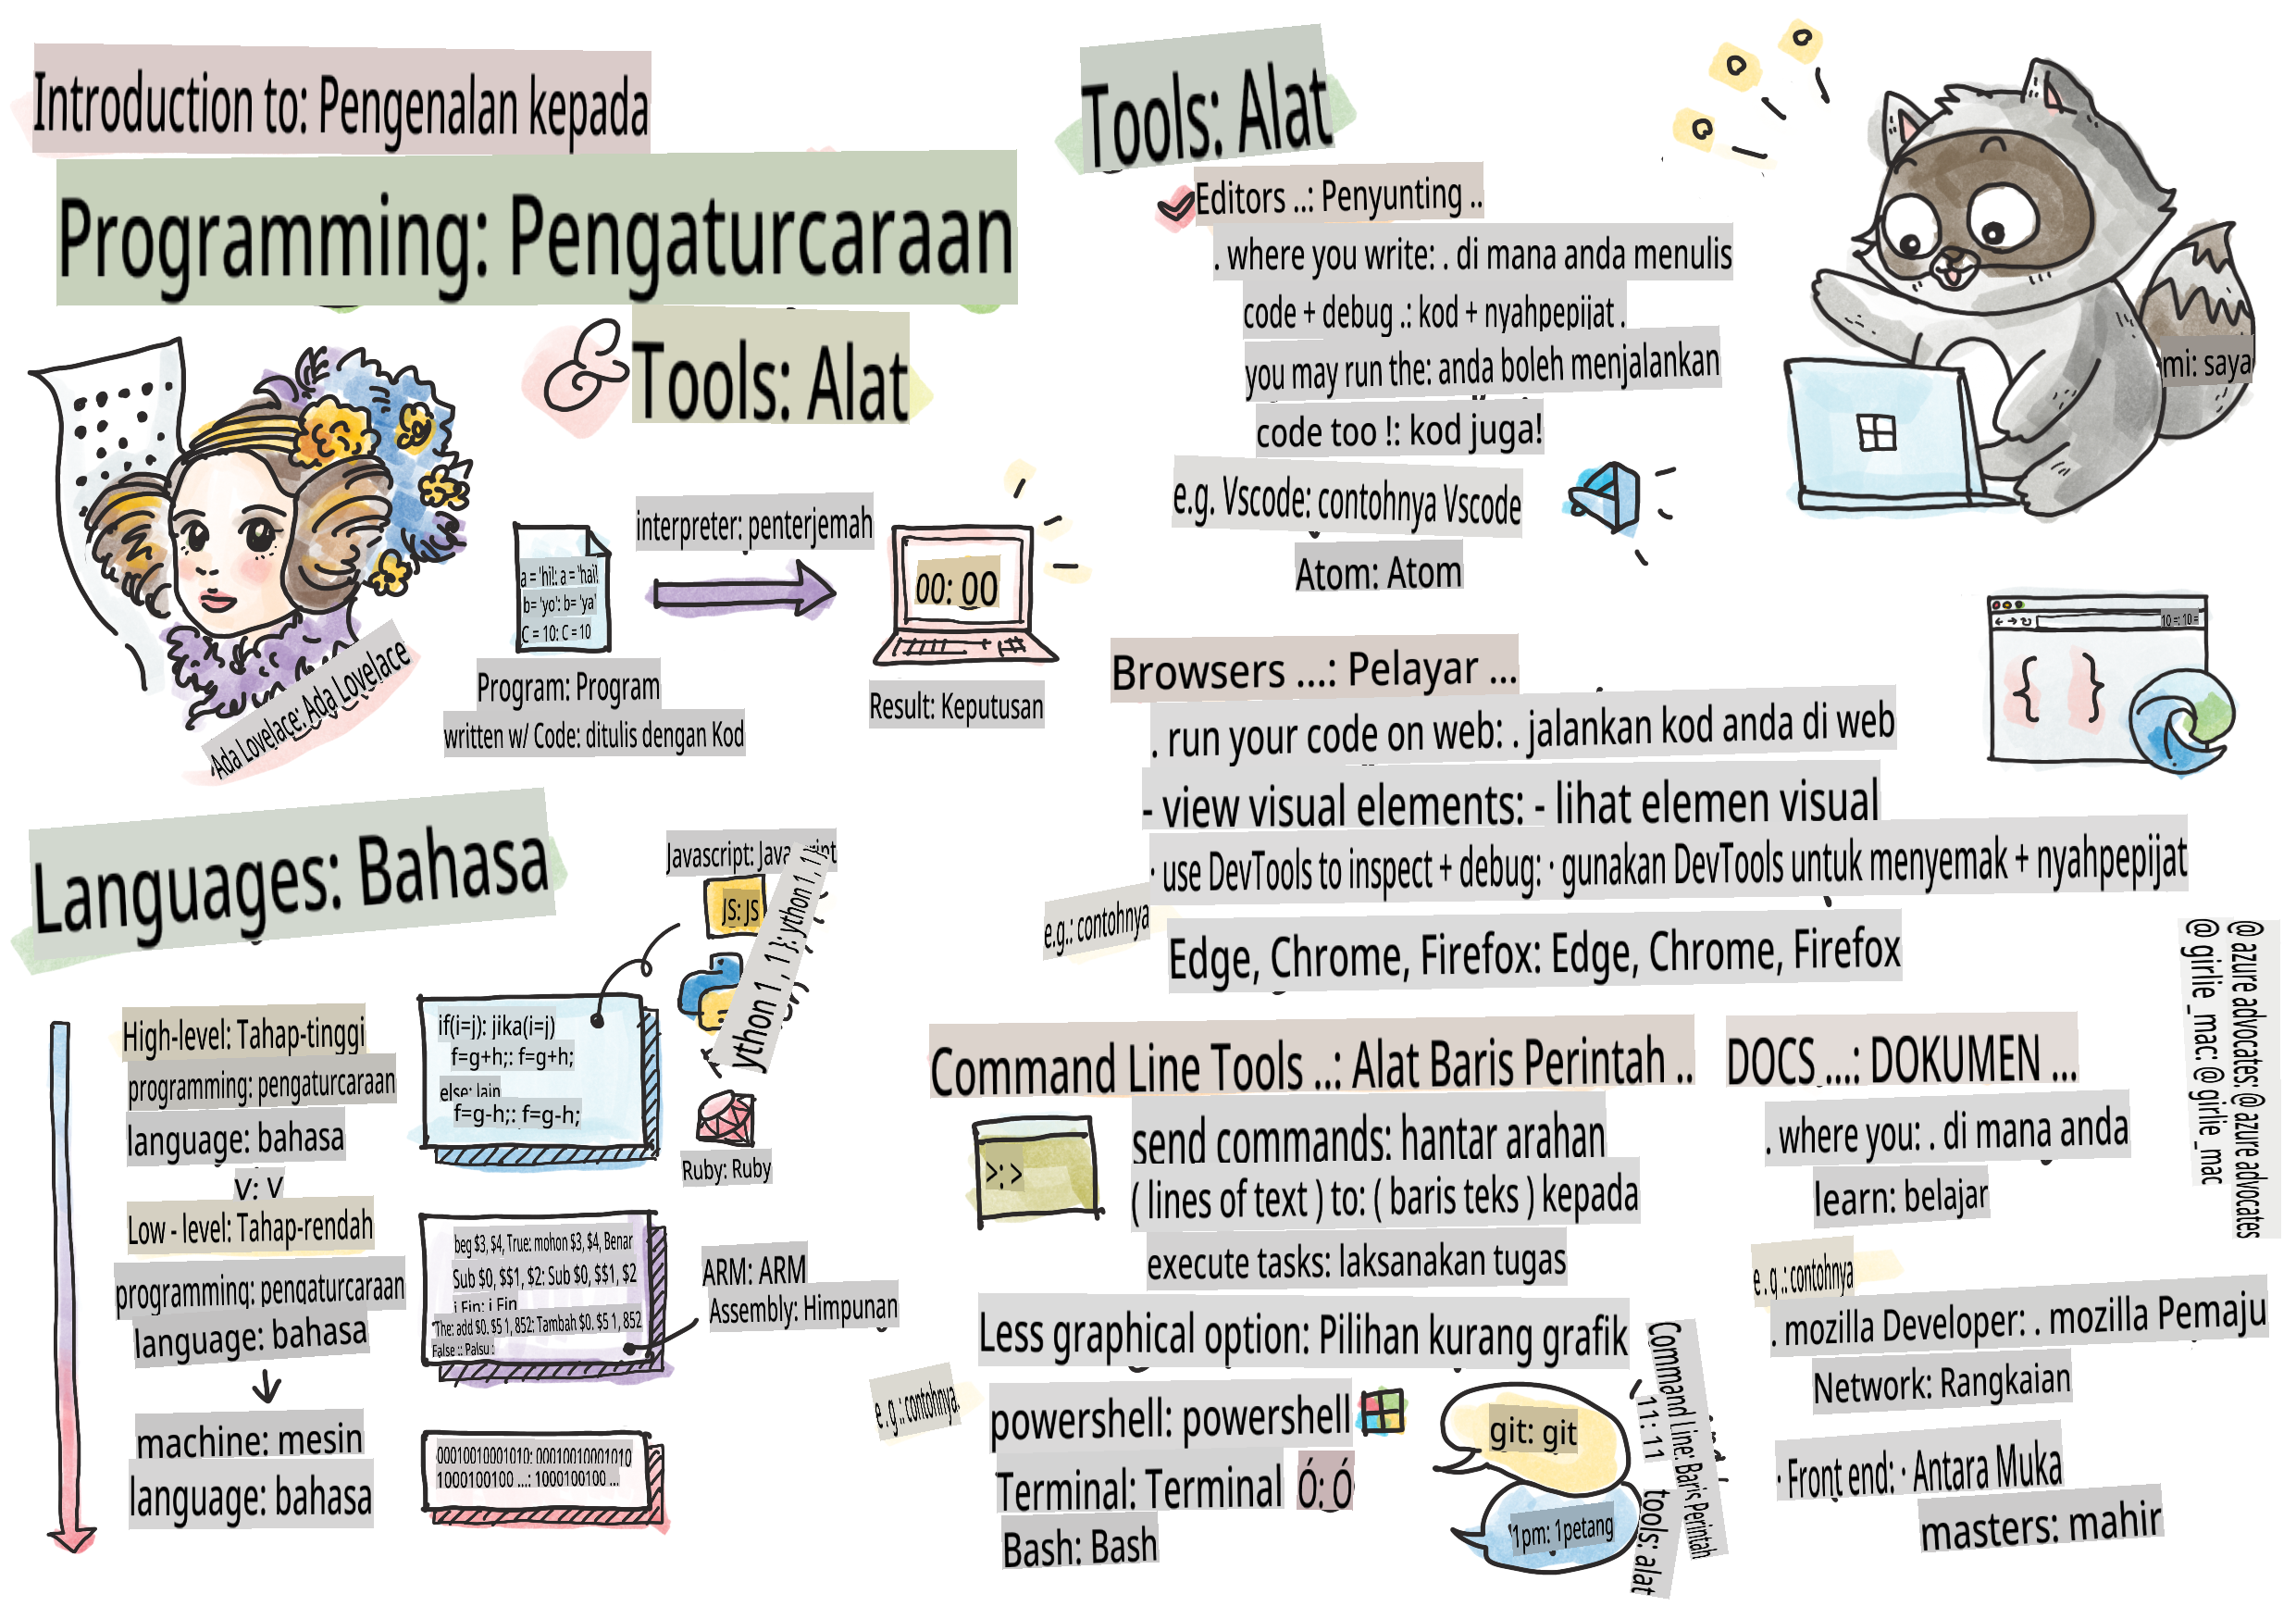 Introduction to: Pengenalan kepada
Programming: Pengaturcaraan
& Tools: Alat
Ada Lovelace: Ada Lovelace
a = 'hi!: a = 'hai!
b= 'yo': b= 'ya'
C = 10: C = 10
Program: Program
written w/ Code: ditulis dengan Kod
interpreter: penterjemah
00: 00
Result: Keputusan
Languages: Bahasa
High-level: Tahap-tinggi
programming: pengaturcaraan
language: bahasa
v: v
Low - level: Tahap-rendah
programming: pengaturcaraan
language: bahasa
machine: mesin
language: bahasa
if(i=j): jika(i=j)
f=g+h;: f=g+h;
else: lain
f=g-h;: f=g-h;
Javascript: Javascript
JS: JS
ython 1 , 1 }: ython 1, 1}
Ruby: Ruby
beg $3, $4, True: mohon $3, $4, Benar
Sub $0, $$1, $2: Sub $0, $$1, $2
j Fin: j Fin
"The: add $0. $5 1, 852: Tambah $0. $5 1, 852
False :: Palsu :
ARM: ARM
Assembly: Himpunan
00010010001010: 00010010001010
1000100100 ...: 1000100100 ...
Tools: Alat
Editors ..: Penyunting ..
. where you write: . di mana anda menulis
code + debug .: kod + nyahpepijat .
you may run the: anda boleh menjalankan
code too !: kod juga!
e.g. Vscode: contohnya Vscode
Atom: Atom
mi: saya
Browsers ...: Pelayar ...
. run your code on web: . jalankan kod anda di web
- view visual elements: - lihat elemen visual
· use DevTools to inspect + debug: · gunakan DevTools untuk menyemak + nyahpepijat
e.g.: contohnya
Edge, Chrome, Firefox: Edge, Chrome, Firefox
10 =: 10 =
{ }
Command Line Tools ..: Alat Baris Perintah ..
>: >
send commands: hantar arahan
( lines of text ) to: ( baris teks ) kepada
execute tasks: laksanakan tugas
Less graphical option: Pilihan kurang grafik
e . g .: contohnya.
powershell: powershell
Terminal: Terminal
Ó: Ó
Bash: Bash
git: git
'1pm: 1petang
Command Line': Baris Perintah
11: 11
tools: alat
DOCS ...: DOKUMEN ...
. where you: . di mana anda
learn: belajar
e . g .: contohnya
. mozilla Developer: . mozilla Pemaju
Network: Rangkaian
· Front end: · Antara Muka
masters: mahir
@ azure advocates: @ azure advocates
@ girlie _ mac: @ girlie _ mac